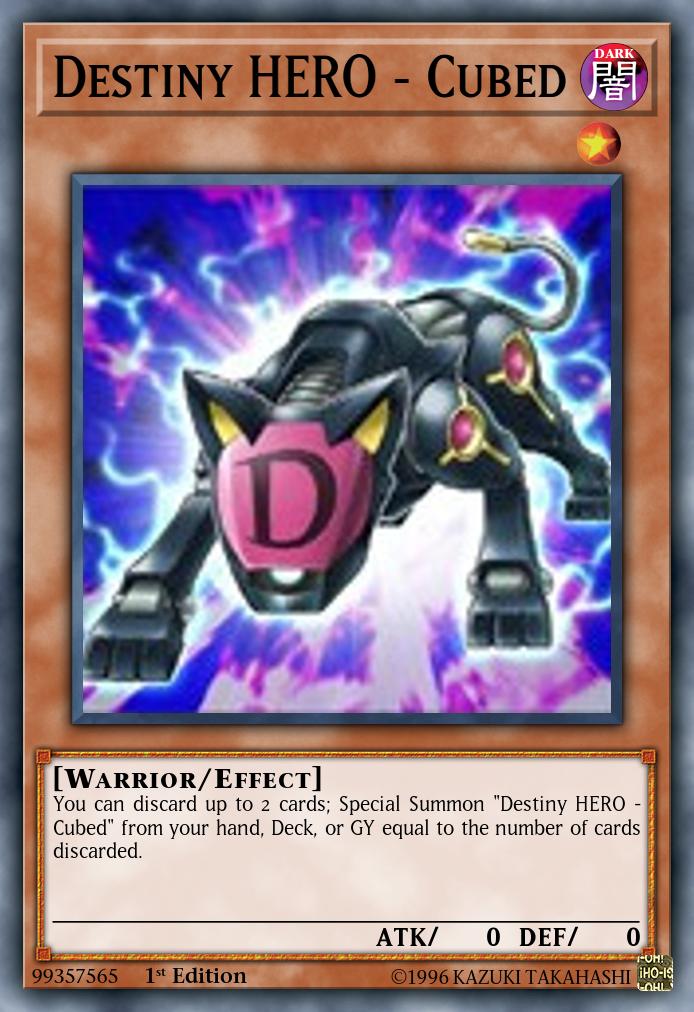 Destiny HERO - Cubed
DARK
闇
D
[Warrior/Effect]
You can discard up to 2 cards; Special Summon "Destiny HERO -
Cubed" from your hand, Deck, or GY equal to the number of cards
discarded.
ATK/ 0 DEF/ 0
99357565 1st Edition ©1996 KAZUKI TAKAHASHI